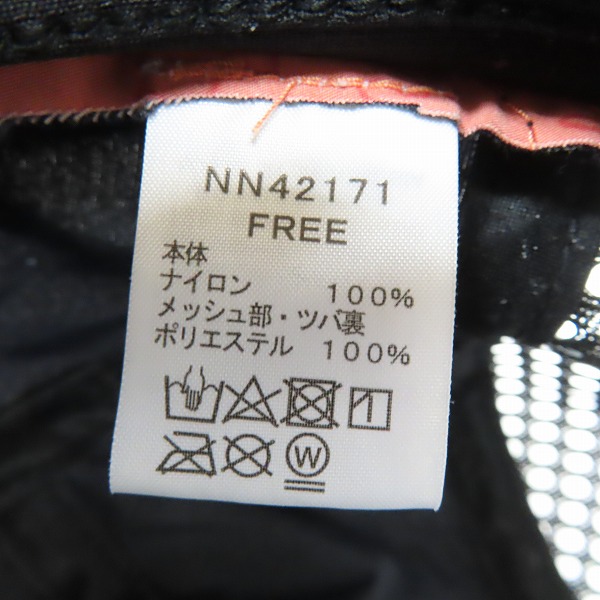 NN42171
FREE
本体
ナイロン 100%
メッシュ部・ツバ裏
ポリエステル 100%
W